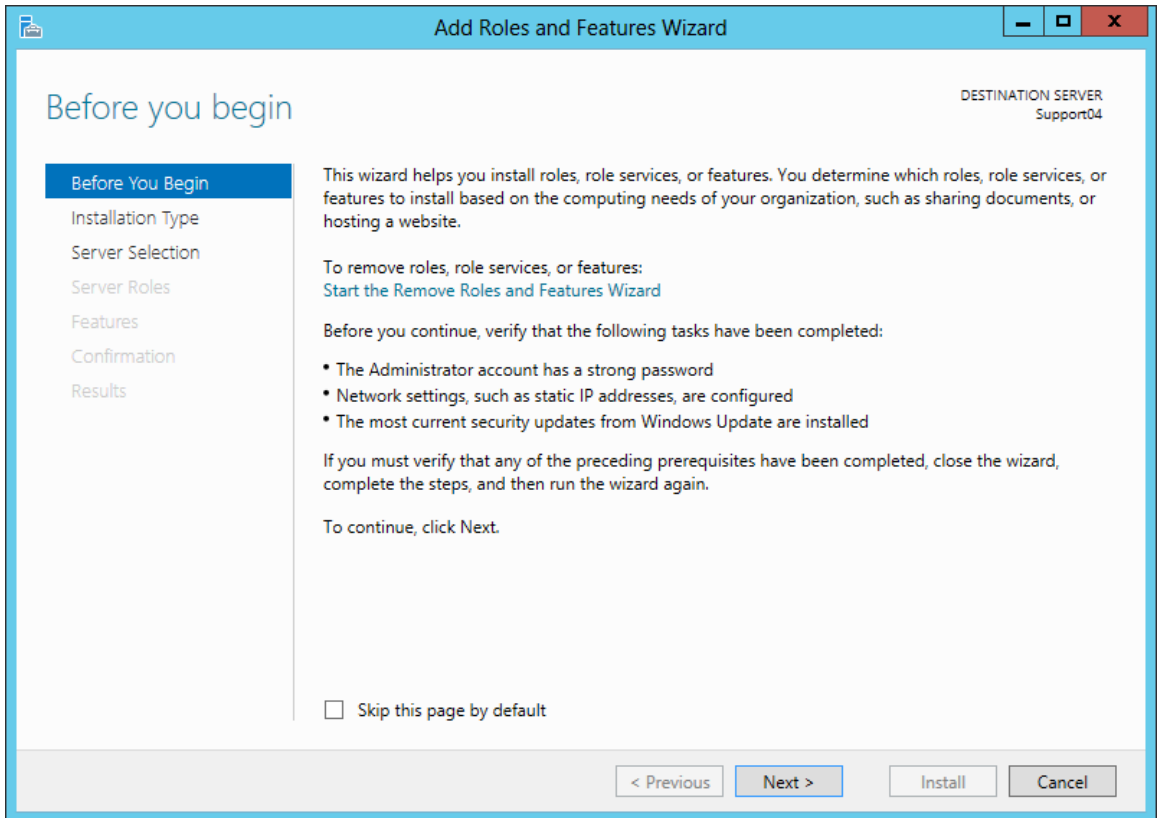 Add Roles and Features Wizard
Before you begin
DESTINATION SERVER
Support04
Before You Begin
Installation Type
Server Selection
Server Roles
Features
Confirmation
Results
This wizard helps you install roles, role services, or features. You determine which roles, role services, or
features to install based on the computing needs of your organization, such as sharing documents, or
hosting a website.
To remove roles, role services, or features:
Start the Remove Roles and Features Wizard
Before you continue, verify that the following tasks have been completed:
• The Administrator account has a strong password
• Network settings, such as static IP addresses, are configured
• The most current security updates from Windows Update are installed
If you must verify that any of the preceding prerequisites have been completed, close the wizard,
complete the steps, and then run the wizard again.
To continue, click Next.
Skip this page by default
< Previous
Next >
Install
Cancel